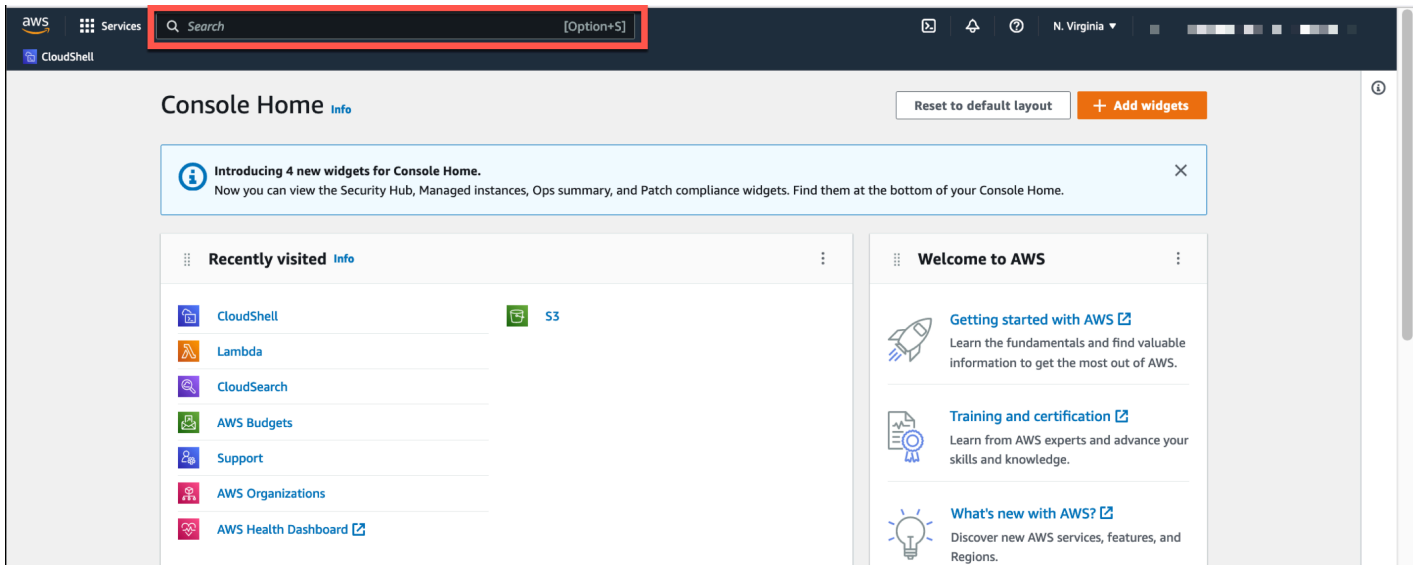 aws
Services
Search
[Option+S]
N. Virginia
CloudShell
Console Home Info
Reset to default layout
Add widgets
Introducing 4 new widgets for Console Home.
Now you can view the Security Hub, Managed instances, Ops summary, and Patch compliance widgets. Find them at the bottom of your Console Home.
Recently visited Info
CloudShell
Lambda
CloudSearch
AWS Budgets
Support
AWS Organizations
AWS Health Dashboard
S3
Welcome to AWS
Getting started with AWS
Learn the fundamentals and find valuable
information to get the most out of AWS.
Training and certification
Learn from AWS experts and advance your
skills and knowledge.
What's new with AWS?
Discover new AWS services, features, and
Regions.